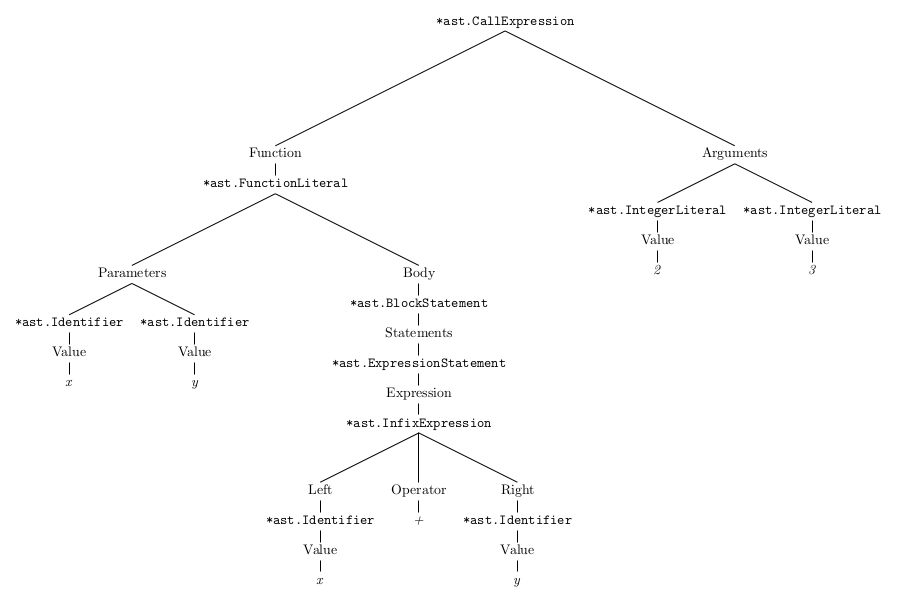 *ast.CallExpression
Function
Arguments
*ast.FunctionLiteral
*ast.IntegerLiteral *ast.IntegerLiteral
Value Value
2 3
Parameters Body
*ast.BlockStatement
*ast.Identifier *ast.Identifier
Statements
Value Value
*ast.ExpressionStatement
x y
Expression
*ast.InfixExpression
Left Operator Right
*ast.Identifier + *ast.Identifier
Value Value
x y